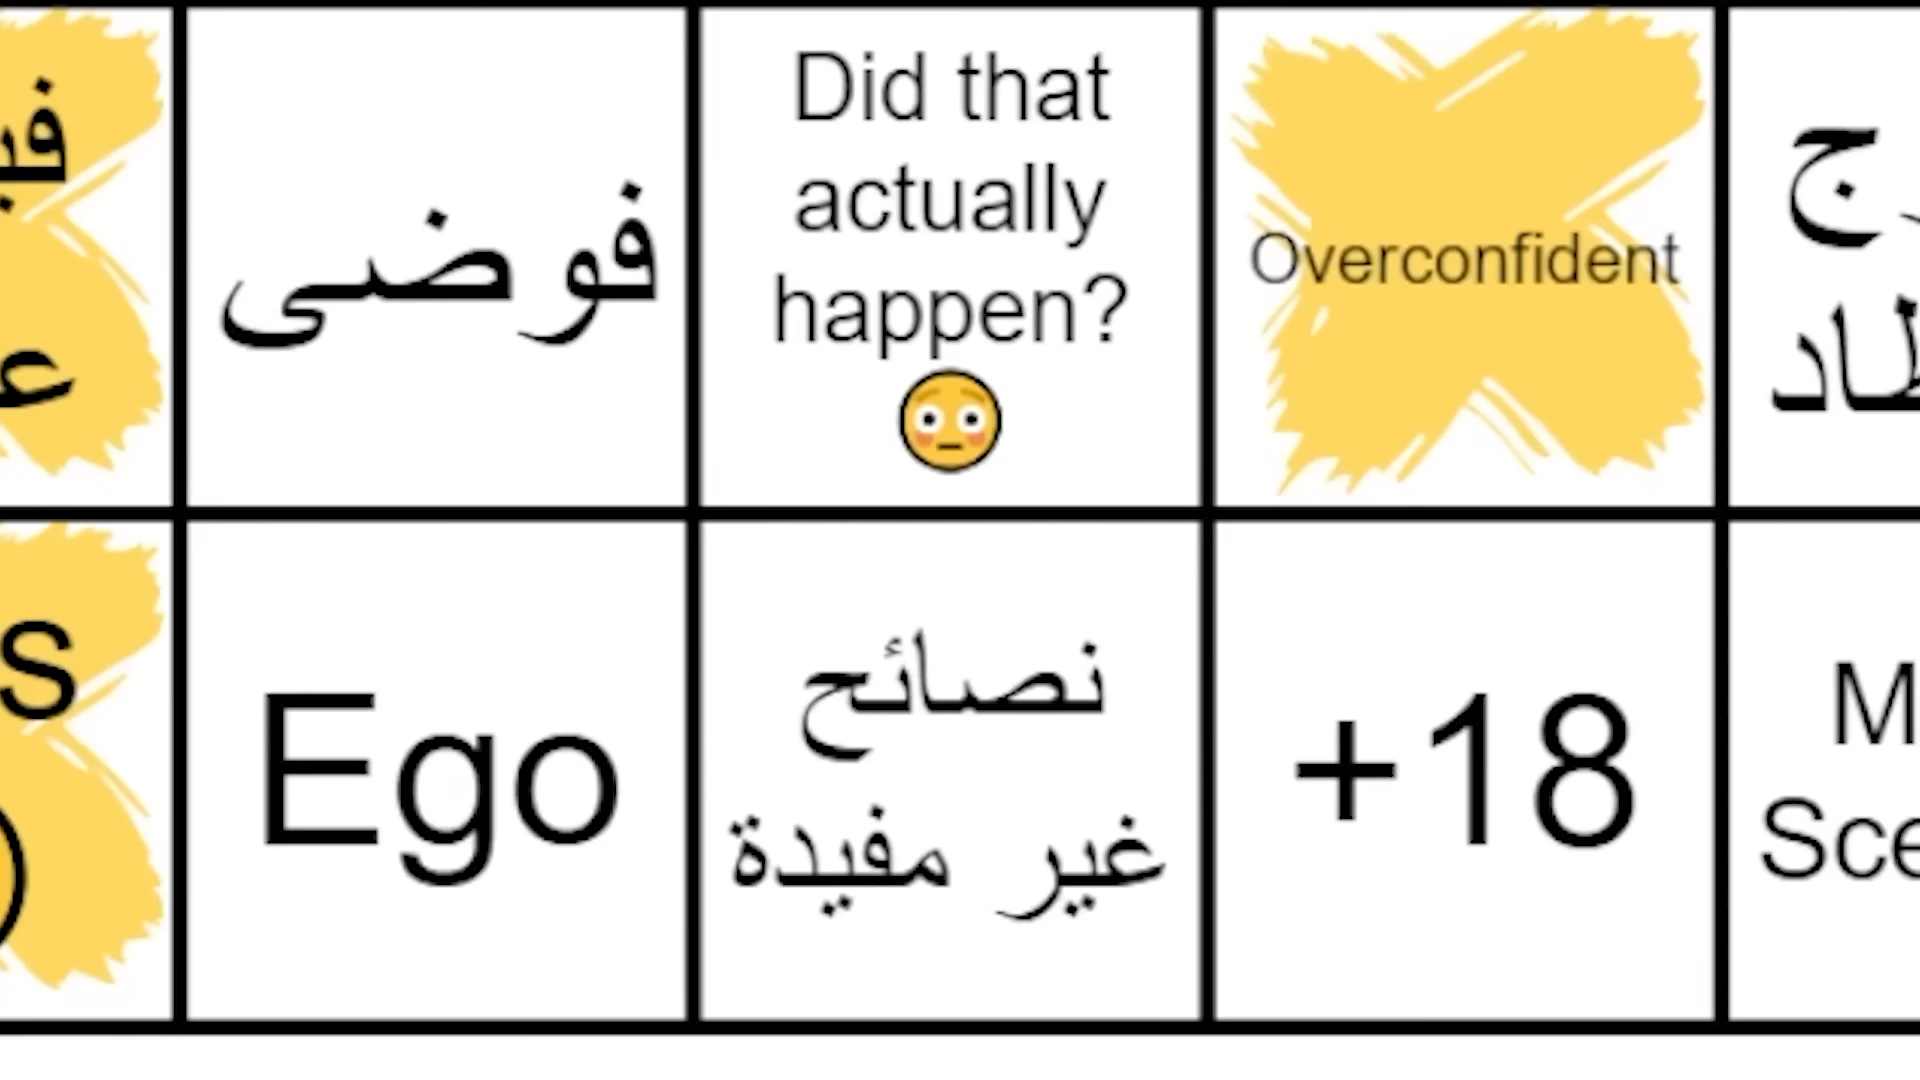 فوضى
Did that
actually
happen?
😳
Overconfident
Ego
نصائح
غير مفيدة
+18